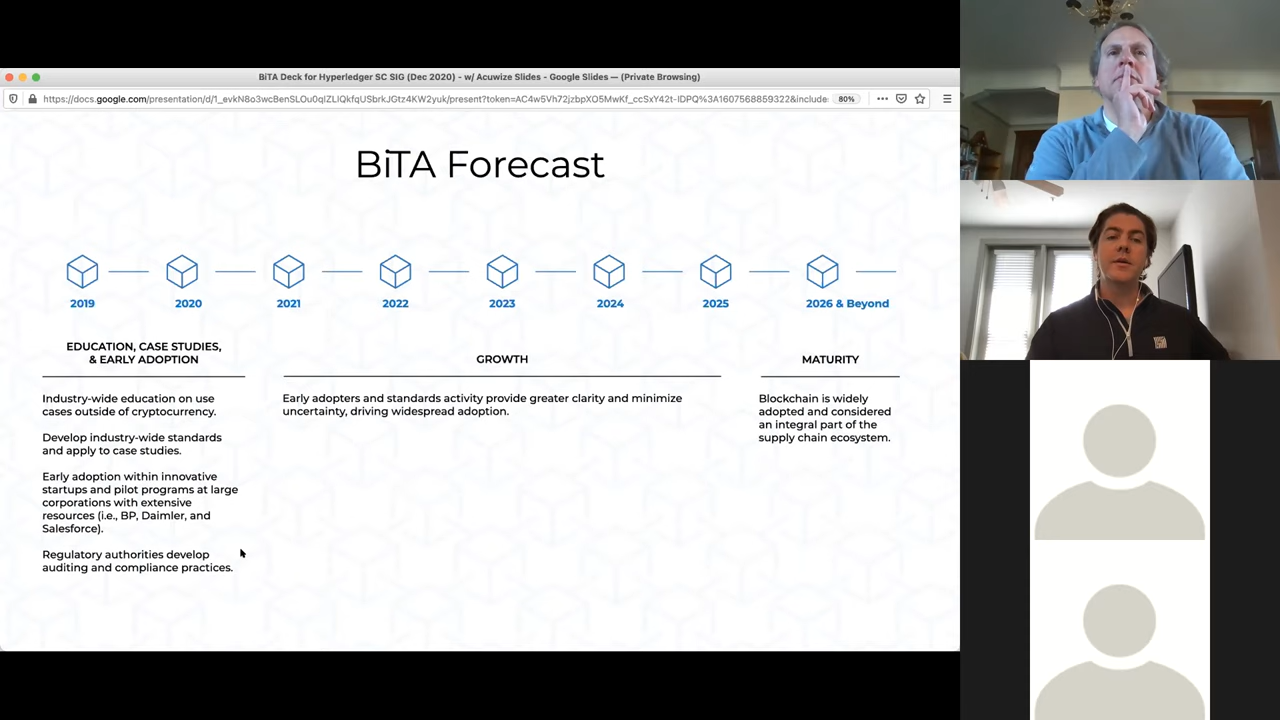 BiTA Deck for Hyperledger SC SIG (Dec 2020) - w/ Acuwize Slides - Google Slides — (Private Browsing)
80%
BiTA Forecast
2019
2020
2021
2022
2023
2024
2025
2026 & Beyond
EDUCATION, CASE STUDIES,
& EARLY ADOPTION
Industry-wide education on use
cases outside of cryptocurrency.
Develop industry-wide standards
and apply to case studies.
Early adoption within innovative
startups and pilot programs at large
corporations with extensive
resources (i.e., BP, Daimler, and
Salesforce).
Regulatory authorities develop
auditing and compliance practices.
GROWTH
Early adopters and standards activity provide greater clarity and minimize
uncertainty, driving widespread adoption.
MATURITY
Blockchain is widely
adopted and considered
an integral part of the
supply chain ecosystem.